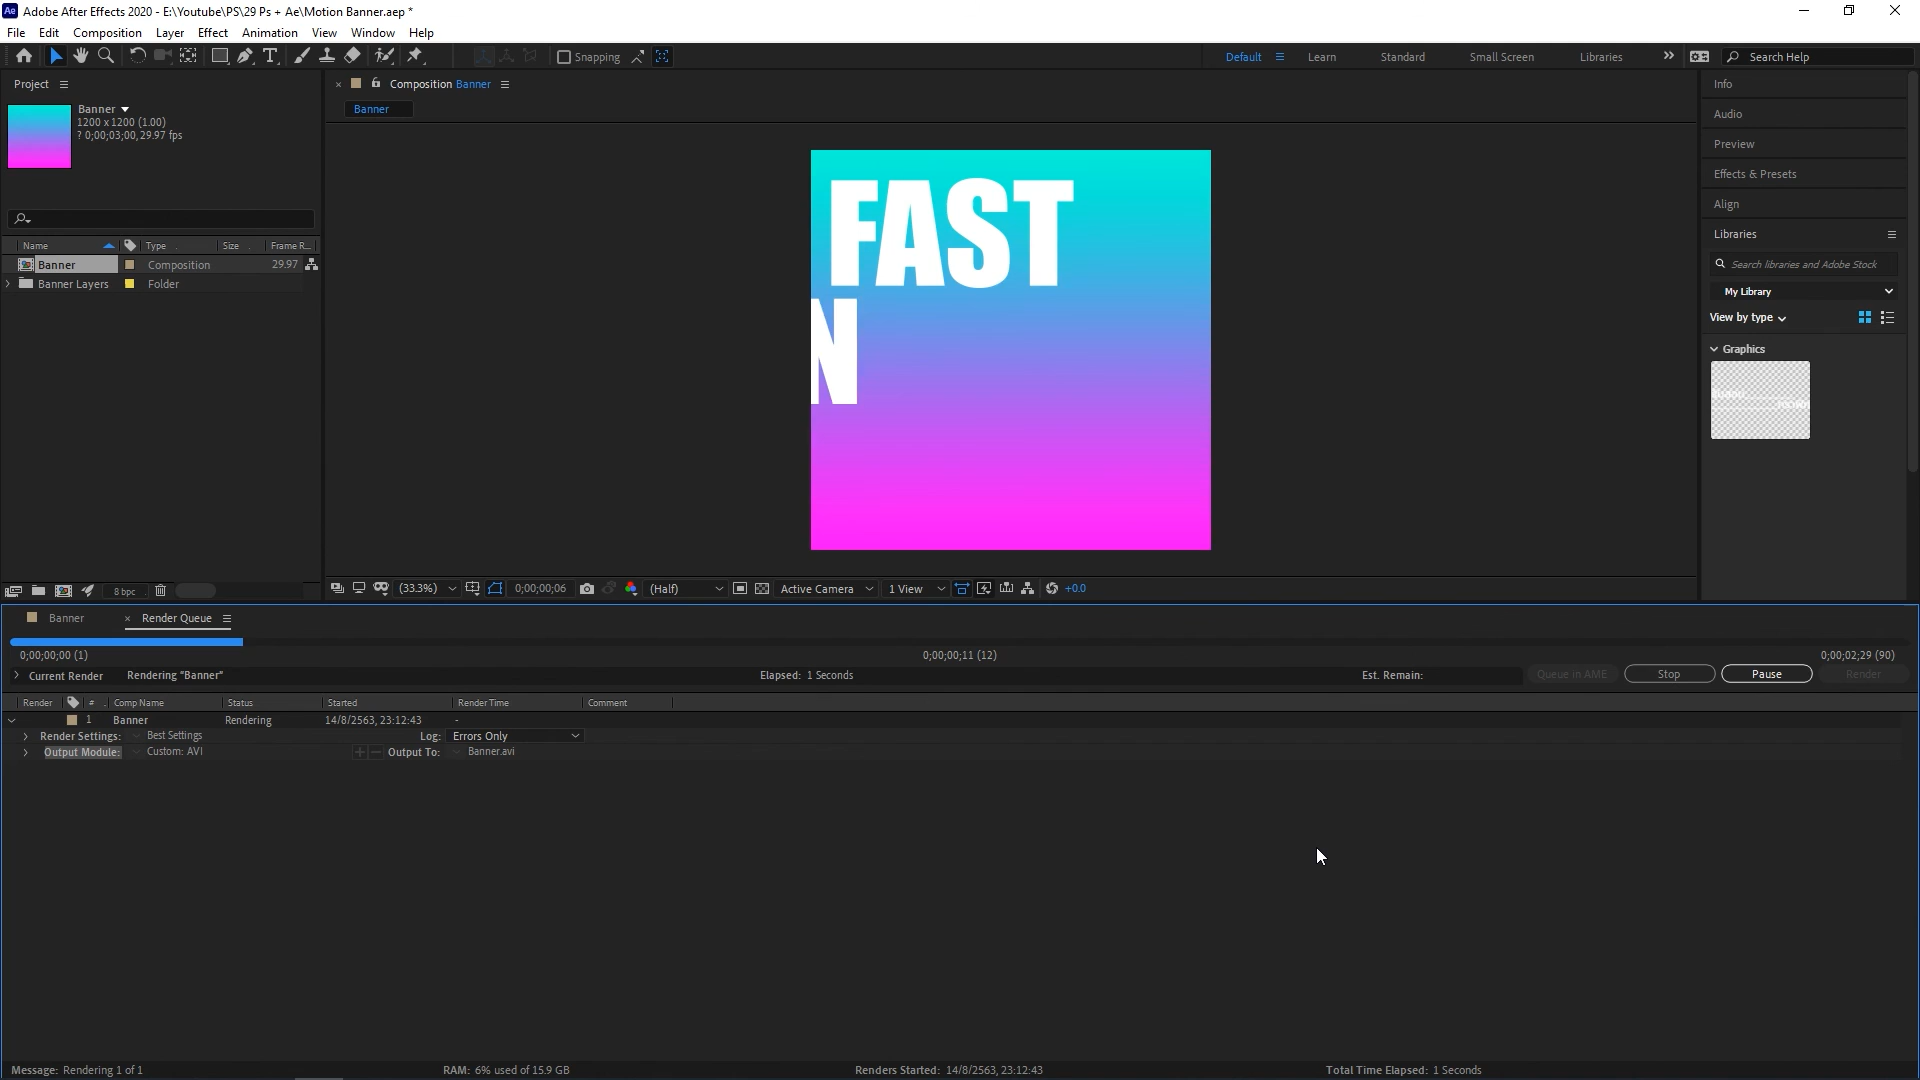 Ae Adobe After Effects 2020 - E:\Youtube\PS\29 Ps + Ae\Motion Banner.aep *
File Edit Composition Layer Effect Animation View Window Help
Snapping
Default Learn Standard Small Screen Libraries Search Help
Project
Banner
1200 x 1200 (1.00)
? 0;00;03;00, 29.97 fps
Name Type Size Frame R...
Banner Composition 29.97
Banner Layers Folder
8 bpc
Composition Banner
Banner
FAST
N
(33.3%) 0;00;00;06 (Half) Active Camera 1 View +0.0
Info
Audio
Preview
Effects & Presets
Align
Libraries
Search libraries and Adobe Stock
My Library
View by type
Graphics
Banner Render Queue
0;00;00;00 (1) 0;00;00;11 (12) 0;00;02;29 (90)
Current Render Rendering "Banner" Elapsed: 1 Seconds Est. Remain: Queue in AME Stop Pause Render
Render # Comp Name Status Started Render Time Comment
1 Banner Rendering 14/8/2563, 23:12:43 -
Render Settings: Best Settings Log: Errors Only
Output Module: Custom: AVI Output To: Banner.avi
Message: Rendering 1 of 1 RAM: 6% used of 15.9 GB Renders Started: 14/8/2563, 23:12:43 Total Time Elapsed: 1 Seconds